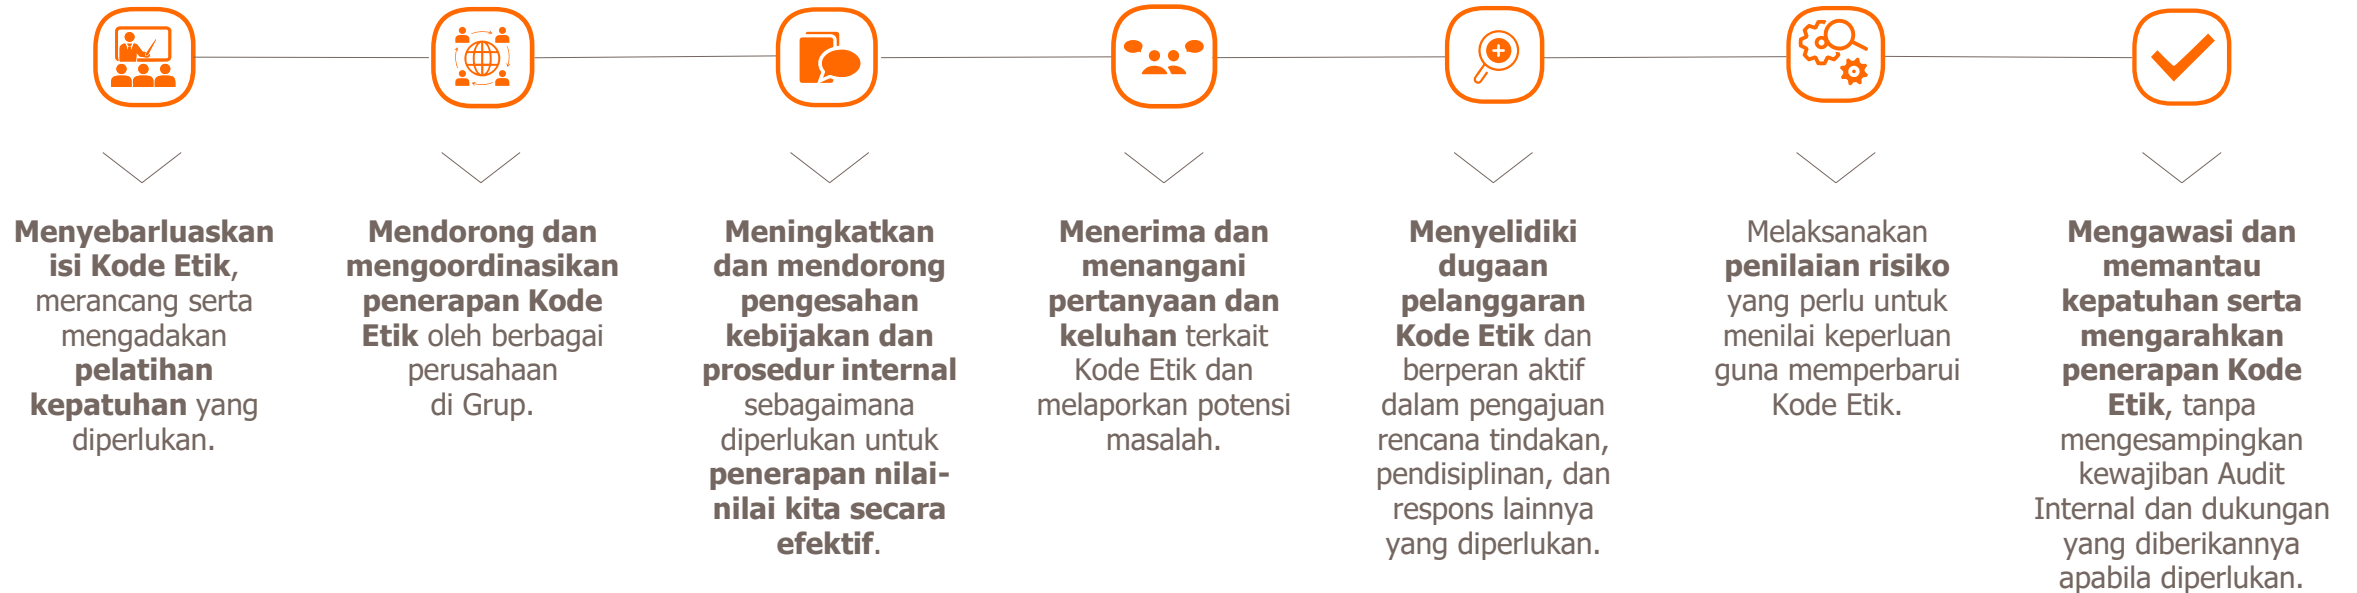 Menyebarluaskan
isi Kode Etik,
merancang serta
mengadakan
pelatihan
kepatuhan yang
diperlukan.
Mendorong dan
mengoordinasikan
penerapan Kode
Etik oleh berbagai
perusahaan
di Grup.
Meningkatkan
dan mendorong
pengesahan
kebijakan dan
prosedur internal
sebagaimana
diperlukan untuk
penerapan nilai-
nilai kita secara
efektif.
Menerima dan
menangani
pertanyaan dan
keluhan terkait
Kode Etik dan
melaporkan potensi
masalah.
Menyelidiki
dugaan
pelanggaran
Kode Etik dan
berperan aktif
dalam pengajuan
rencana tindakan,
pendisiplinan, dan
respons lainnya
yang diperlukan.
Melaksanakan
penilaian risiko
yang perlu untuk
menilai keperluan
guna memperbarui
Kode Etik.
Mengawasi dan
memantau
kepatuhan serta
mengarahkan
penerapan Kode
Etik, tanpa
mengesampingkan
kewajiban Audit
Internal dan dukungan
yang diberikannya
apabila diperlukan.